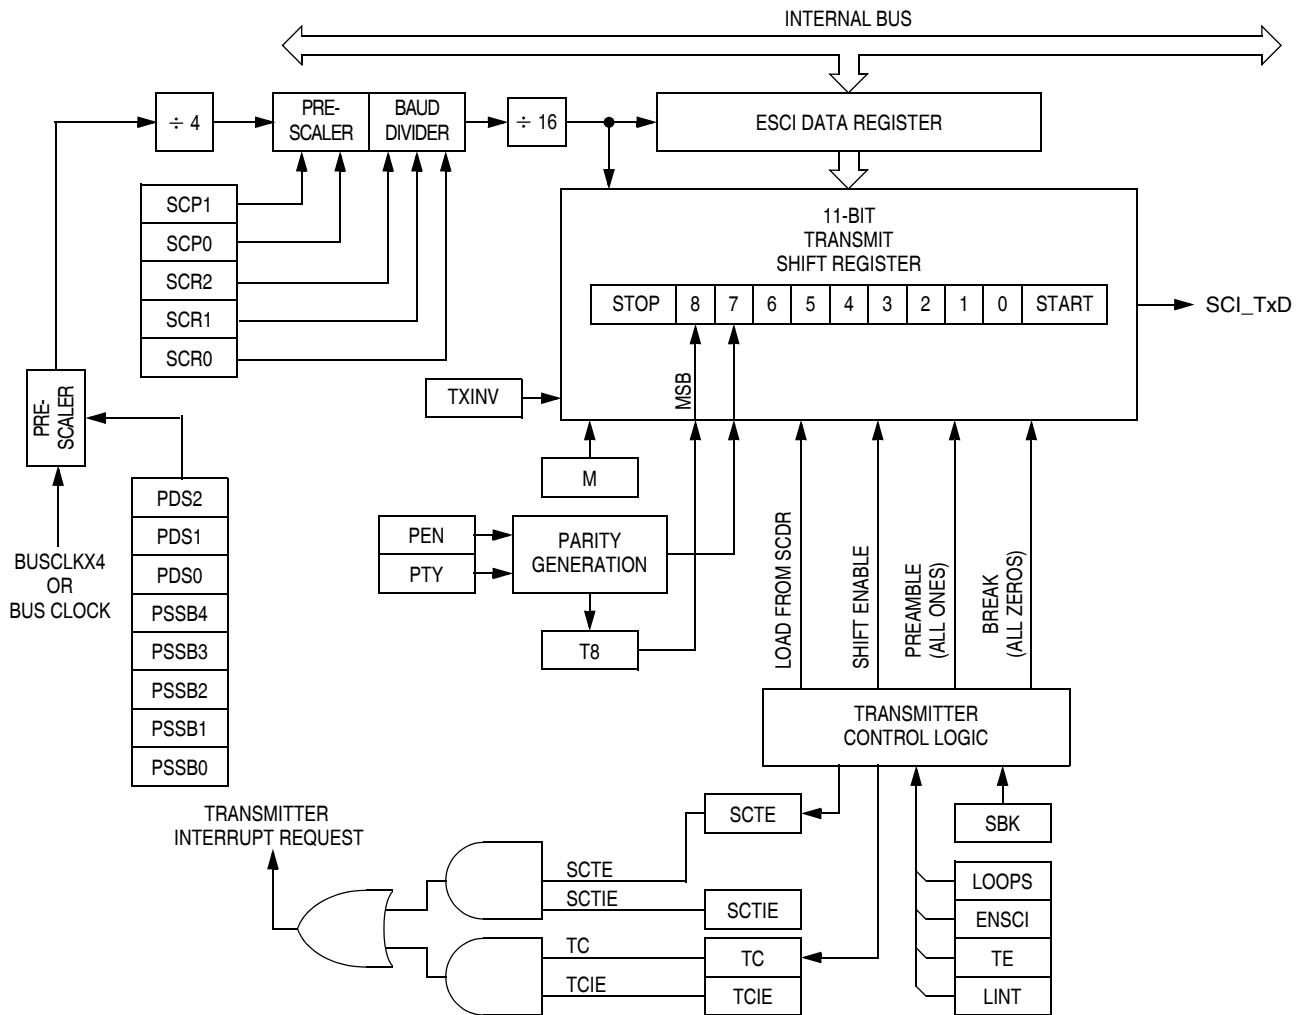 INTERNAL BUS
÷ 4
PRE-
SCALER
BAUD
DIVIDER
÷ 16
ESCI DATA REGISTER
SCP1
SCP0
SCR2
SCR1
SCR0
11-BIT
TRANSMIT
SHIFT REGISTER
STOP 8 7 6 5 4 3 2 1 0 START
SCI_TxD
PRE-
SCALER
TXINV
MSB
M
PDS2
PDS1
PDS0
PSSB4
PSSB3
PSSB2
PSSB1
PSSB0
BUSCLKX4
OR
BUS CLOCK
PEN
PTY
PARITY
GENERATION
T8
LOAD FROM SCDR
SHIFT ENABLE
PREAMBLE
(ALL ONES)
BREAK
(ALL ZEROS)
TRANSMITTER
CONTROL LOGIC
TRANSMITTER
INTERRUPT REQUEST
SCTE
SBK
SCTE
SCTIE
SCTIE
TC
TC
TCIE
TCIE
LOOPS
ENSCI
TE
LINT